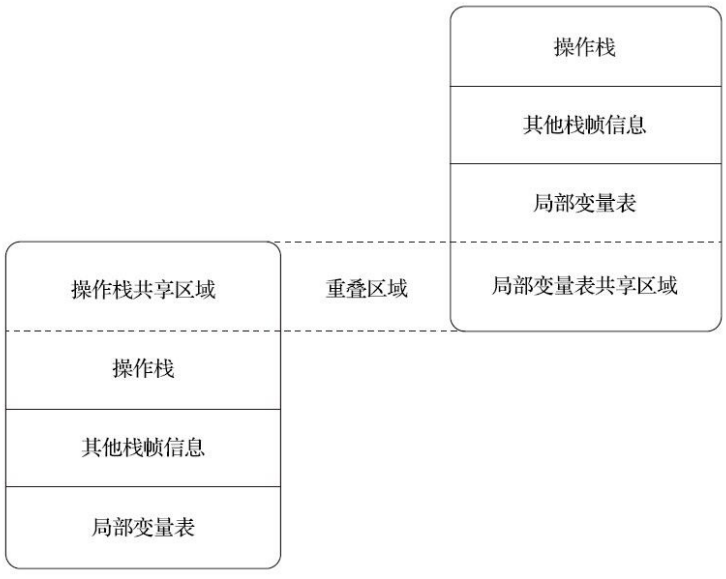 操作栈
其他栈帧信息
局部变量表
操作栈共享区域
重叠区域
局部变量表共享区域
操作栈
其他栈帧信息
局部变量表